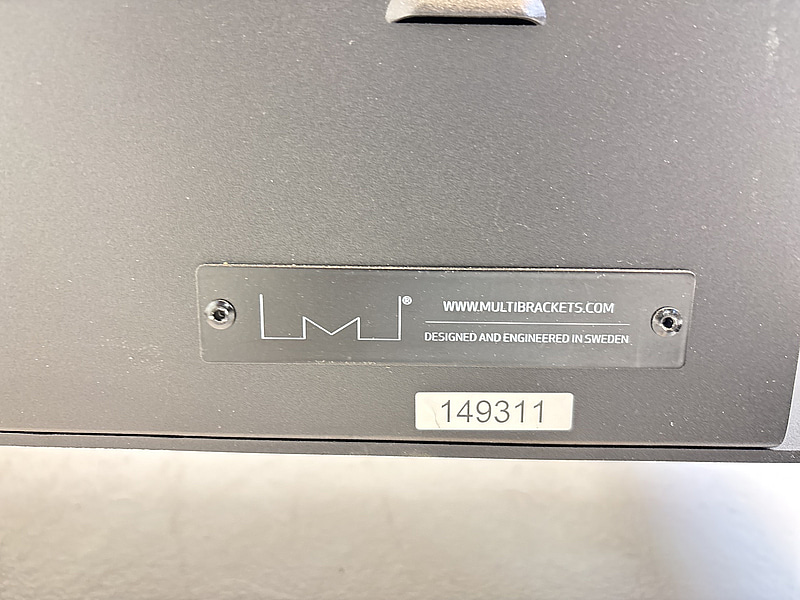 ®
WWW.MULTIBRACKETS.COM
DESIGNED AND ENGINEERED IN SWEDEN
149311